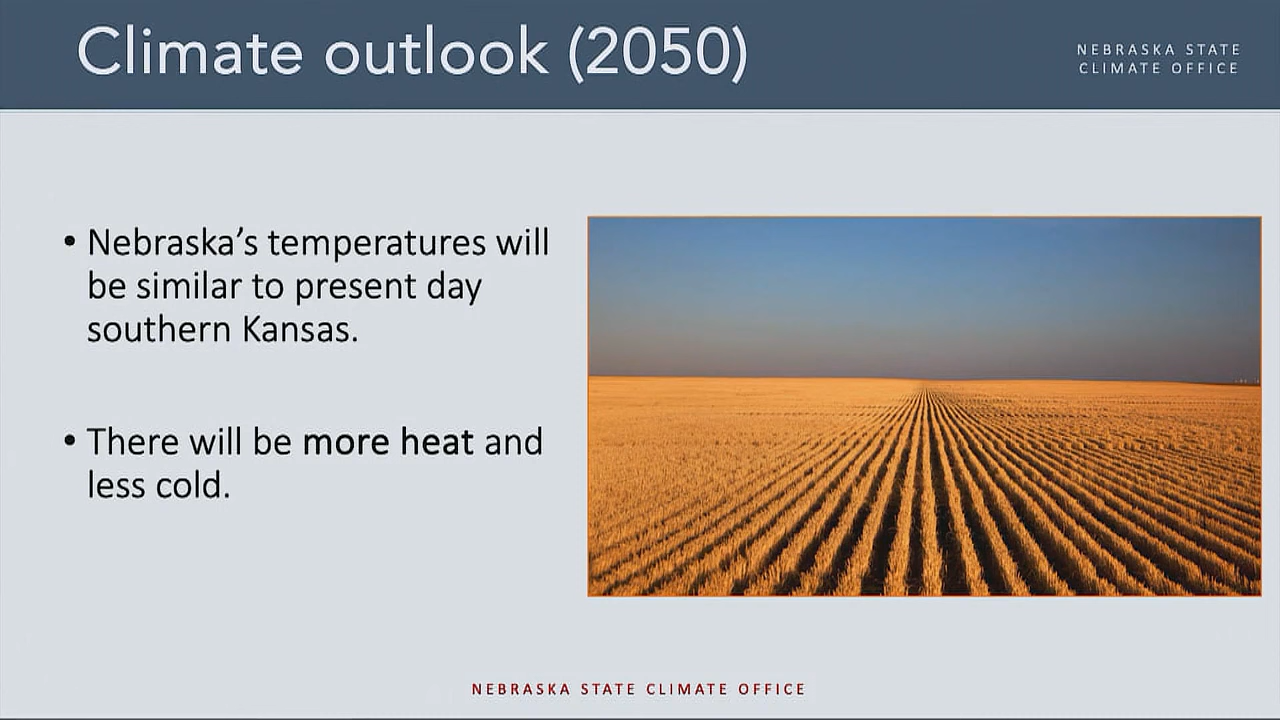 Climate outlook (2050)
NEBRASKA STATE
CLIMATE OFFICE
• Nebraska’s temperatures will
be similar to present day
southern Kansas.
• There will be more heat and
less cold.
NEBRASKA STATE CLIMATE OFFICE